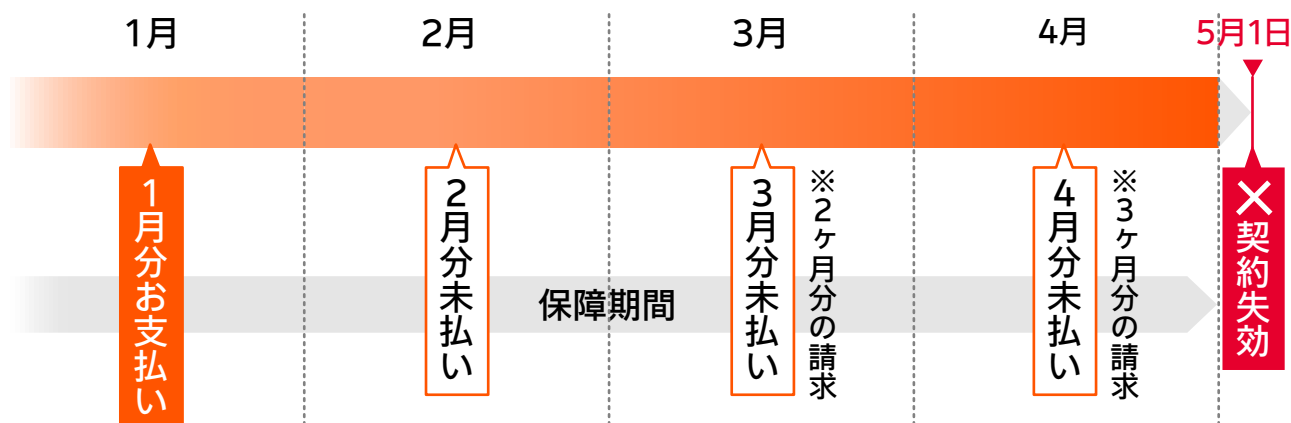 1月
2月
3月
4月
5月1日
1月分お支払い
2月分未払い
3月分未払い
※2ヶ月分の請求
4月分未払い
※3ヶ月分の請求
×契約失効
保障期間